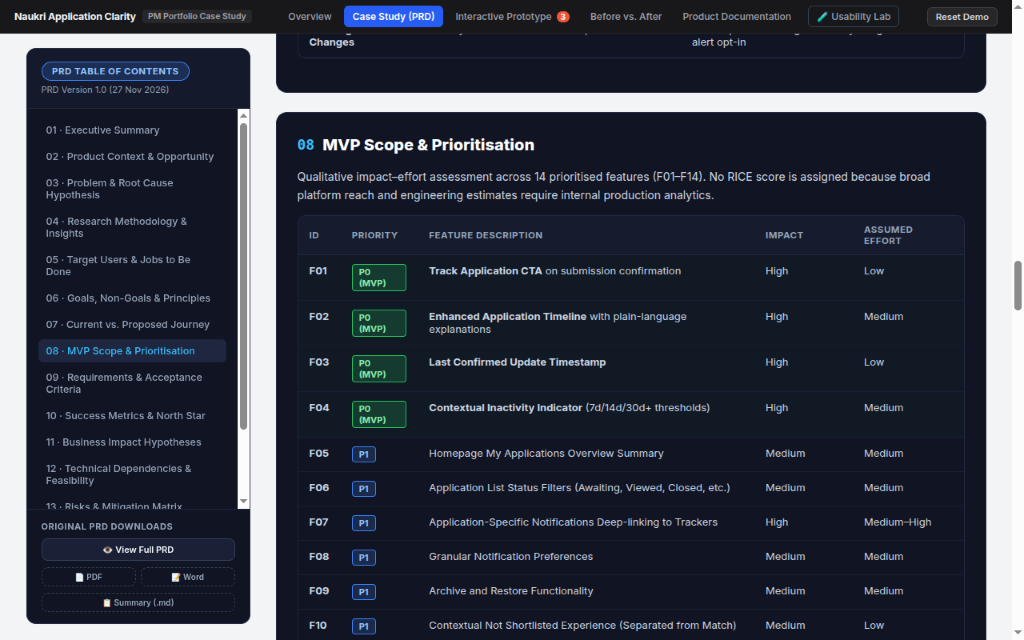 Naukri Application Clarity
PM Portfolio Case Study
Overview
Case Study (PRD)
Interactive Prototype 3
Before vs. After
Product Documentation
🧪 Usability Lab
Reset Demo
PRD TABLE OF CONTENTS
PRD Version 1.0 (27 Nov 2026)
01 · Executive Summary
02 · Product Context & Opportunity
03 · Problem & Root Cause
Hypothesis
04 · Research Methodology &
Insights
05 · Target Users & Jobs to Be
Done
06 · Goals, Non-Goals & Principles
07 · Current vs. Proposed Journey
08 · MVP Scope & Prioritisation
09 · Requirements & Acceptance
Criteria
10 · Success Metrics & North Star
11 · Business Impact Hypotheses
12 · Technical Dependencies &
Feasibility
13 · Risks & Mitigation Matrix
ORIGINAL PRD DOWNLOADS
👁️ View Full PRD
📄 PDF
📝 Word
📋 Summary (.md)
Changes
alert opt-in
08 MVP Scope & Prioritisation
Qualitative impact–effort assessment across 14 prioritised features (F01–F14). No RICE score is assigned because broad
platform reach and engineering estimates require internal production analytics.
ID PRIORITY FEATURE DESCRIPTION IMPACT ASSUMED
EFFORT
F01 P0 (MVP) Track Application CTA on submission confirmation High Low
F02 P0 (MVP) Enhanced Application Timeline with plain-language
explanations High Medium
F03 P0 (MVP) Last Confirmed Update Timestamp High Low
F04 P0 (MVP) Contextual Inactivity Indicator (7d/14d/30d+ thresholds) High Medium
F05 P1 Homepage My Applications Overview Summary Medium Medium
F06 P1 Application List Status Filters (Awaiting, Viewed, Closed, etc.) Medium Medium
F07 P1 Application-Specific Notifications Deep-linking to Trackers High Medium–High
F08 P1 Granular Notification Preferences Medium Medium
F09 P1 Archive and Restore Functionality Medium Medium
F10 P1 Contextual Not Shortlisted Experience (Separated from Match) Medium Low